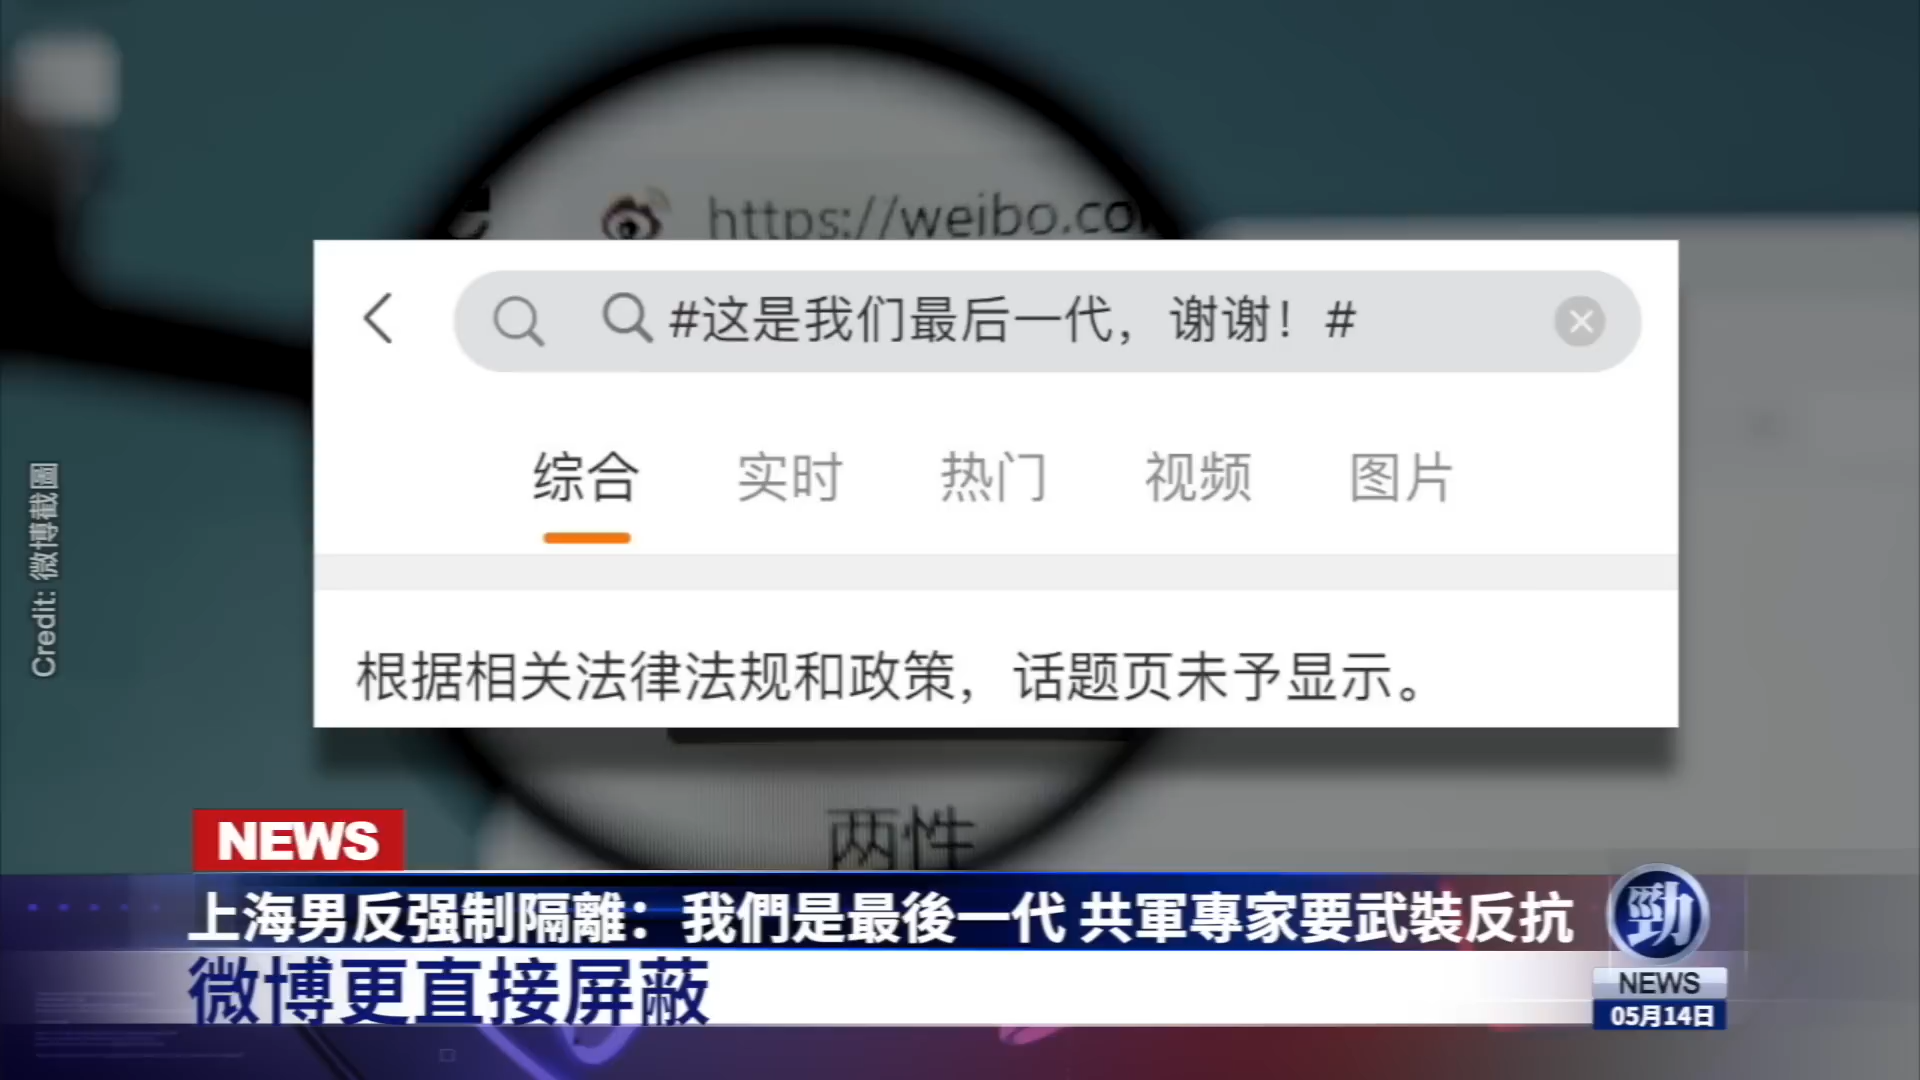 https://weibo.co
#这是我们最后一代，谢谢！#
综合 实时 热门 视频 图片
根据相关法律法规和政策，话题页未予显示。
Credit: 微博截圖
两性
NEWS
上海男反强制隔離：我們是最後一代 共軍專家要武裝反抗
微博更直接屏蔽
勁
NEWS
05月14日